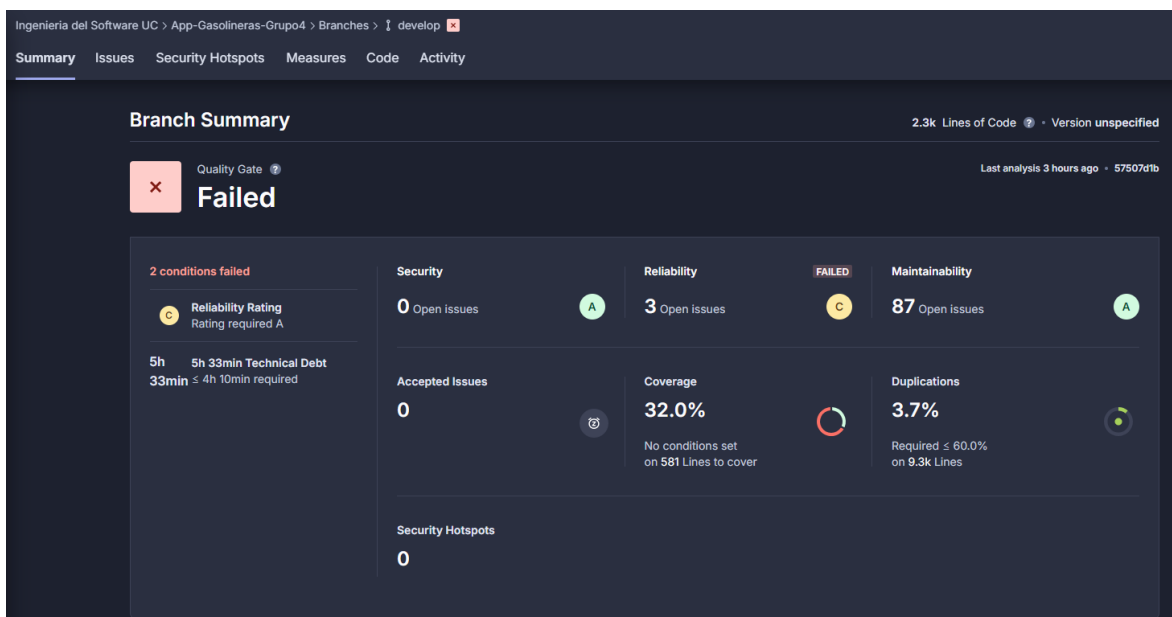 Ingenieria del Software UC > App-Gasolineras-Grupo4 > Branches > develop
Summary Issues Security Hotspots Measures Code Activity
Branch Summary
2.3k Lines of Code ? • Version unspecified
Quality Gate ?
Failed
Last analysis 3 hours ago • 57507d1b
2 conditions failed
C
Reliability Rating
Rating required A
5h 33min
5h 33min Technical Debt
≤ 4h 10min required
Security
0 Open issues
A
Reliability
FAILED
3 Open issues
C
Maintainability
87 Open issues
A
Accepted Issues
0
Coverage
32.0%
No conditions set
on 581 Lines to cover
Duplications
3.7%
Required ≤ 60.0%
on 9.3k Lines
Security Hotspots
0